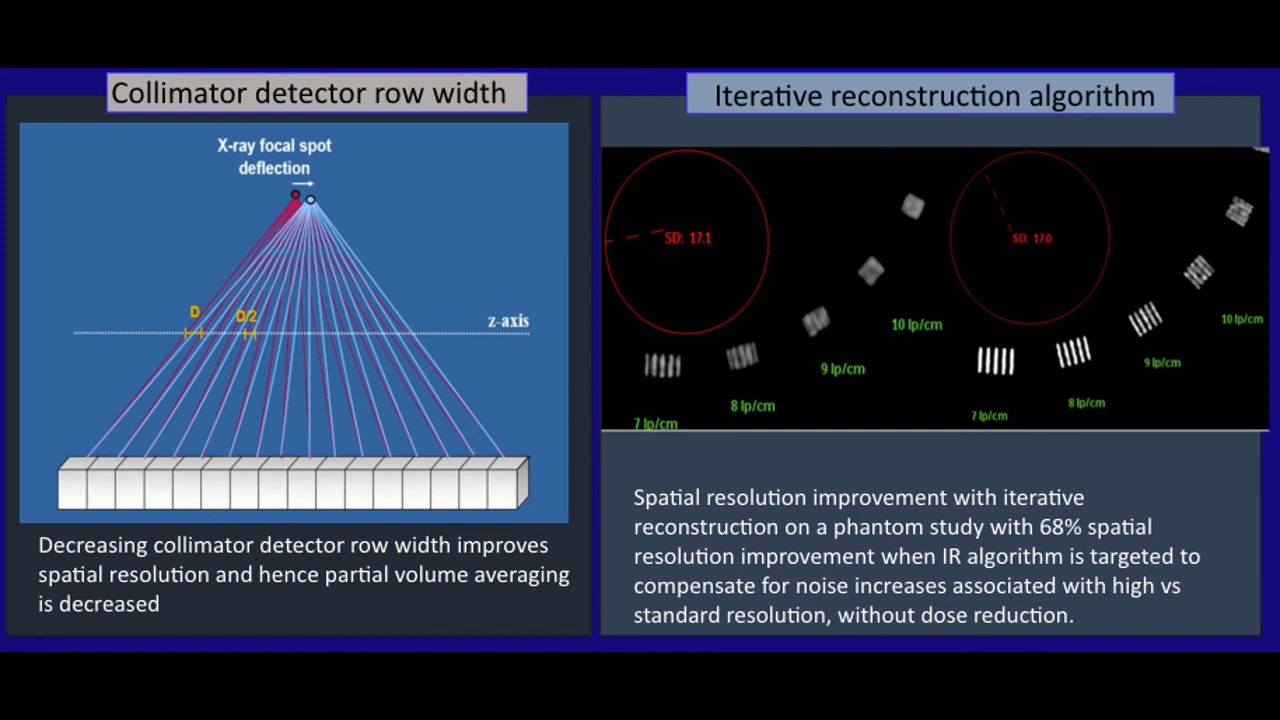 Collimator detector row width
X-ray focal spot
deflection
D
D/2
z-axis
Decreasing collimator detector row width improves
spatial resolution and hence partial volume averaging
is decreased
Iterative reconstruction algorithm
SD: 17.1
10 lp/cm
9 lp/cm
8 lp/cm
7 lp/cm
SD: 17.0
10 lp/cm
9 lp/cm
8 lp/cm
7 lp/cm
Spatial resolution improvement with iterative
reconstruction on a phantom study with 68% spatial
resolution improvement when IR algorithm is targeted to
compensate for noise increases associated with high vs
standard resolution, without dose reduction.